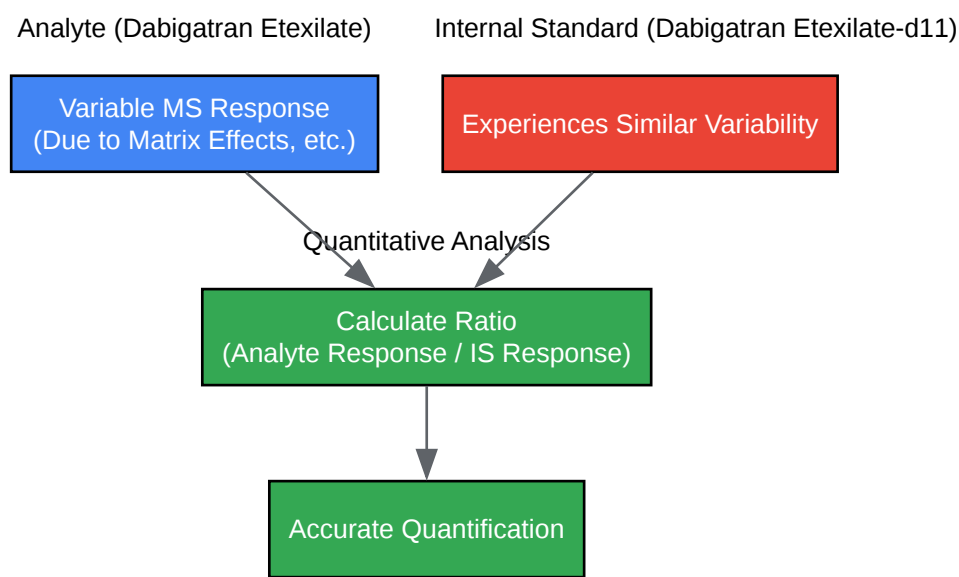 Analyte (Dabigatran Etexilate)
Internal Standard (Dabigatran Etexilate-d11)
Variable MS Response
(Due to Matrix Effects, etc.)
Experiences Similar Variability
Quantitative Analysis
Calculate Ratio
(Analyte Response / IS Response)
Accurate Quantification